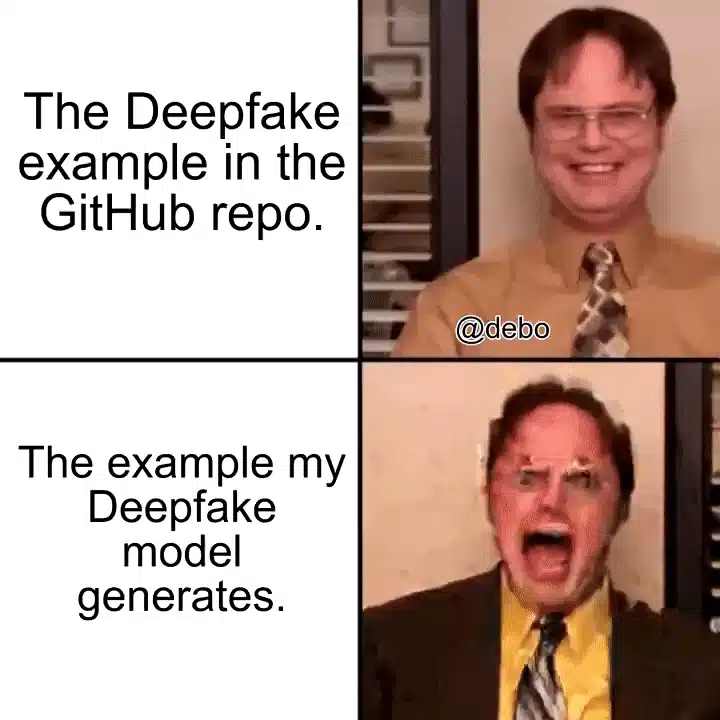 The Deepfake
example in the
GitHub repo.
@debo
The example my
Deepfake
model
generates.